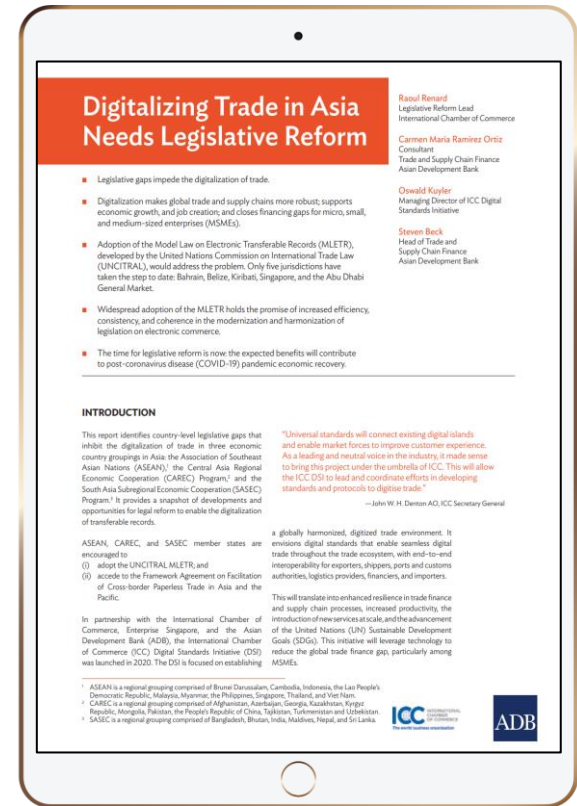 Digitalizing Trade in Asia
Needs Legislative Reform
Raoul Renard
Legislative Reform Lead
International Chamber of Commerce
Carmen Maria Ramirez Ortiz
Consultant
Trade and Supply Chain Finance
Asian Development Bank
Oswald Kuyler
Managing Director of ICC Digital
Standards Initiative
Steven Beck
Head of Trade and
Supply Chain Finance
Asian Development Bank
■ Legislative gaps impede the digitalization of trade.
■ Digitalization makes global trade and supply chains more robust; supports
economic growth, and job creation; and closes financing gaps for micro, small,
and medium-sized enterprises (MSMEs).
■ Adoption of the Model Law on Electronic Transferable Records (MLETR),
developed by the United Nations Commission on International Trade Law
(UNCITRAL), would address the problem. Only five jurisdictions have
taken the step to date: Bahrain, Belize, Kiribati, Singapore, and the Abu Dhabi
General Market.
■ Widespread adoption of the MLETR holds the promise of increased efficiency,
consistency, and coherence in the modernization and harmonization of
legislation on electronic commerce.
■ The time for legislative reform is now: the expected benefits will contribute
to post-coronavirus disease (COVID-19) pandemic economic recovery.
INTRODUCTION
This report identifies country-level legislative gaps that
inhibit the digitalization of trade in three economic
country groupings in Asia: the Association of Southeast
Asian Nations (ASEAN),¹ the Central Asia Regional
Economic Cooperation (CAREC) Program,² and the
South Asia Subregional Economic Cooperation (SASEC)
Program.³ It provides a snapshot of developments and
opportunities for legal reform to enable the digitalization
of transferable records.
ASEAN, CAREC, and SASEC member states are
encouraged to
(i) adopt the UNCITRAL MLETR; and
(ii) accede to the Framework Agreement on Facilitation
of Cross-border Paperless Trade in Asia and the
Pacific.
In partnership with the International Chamber of
Commerce, Enterprise Singapore, and the Asian
Development Bank (ADB), the International Chamber
of Commerce (ICC) Digital Standards Initiative (DSI)
was launched in 2020. The DSI is focused on establishing
"Universal standards will connect existing digital islands
and enable market forces to improve customer experience.
As a leading and neutral voice in the industry, it made sense
to bring this project under the umbrella of ICC. This will allow
the ICC DSI to lead and coordinate efforts in developing
standards and protocols to digitise trade."
—John W. H. Denton AO, ICC Secretary General
a globally harmonized, digitized trade environment. It
envisions digital standards that enable seamless digital
trade throughout the trade ecosystem, with end-to-end
interoperability for exporters, shippers, ports and customs
authorities, logistics providers, financiers, and importers.
This will translate into enhanced resilience in trade finance
and supply chain processes, increased productivity, the
introduction of new services at scale, and the advancement
of the United Nations (UN) Sustainable Development
Goals (SDGs). This initiative will leverage technology to
reduce the global trade finance gap, particularly among
MSMEs.
¹ ASEAN is a regional grouping comprised of Brunei Darussalam, Cambodia, Indonesia, the Lao People's
Democratic Republic, Malaysia, Myanmar, the Philippines, Singapore, Thailand, and Viet Nam.
² CAREC is a regional grouping comprised of Afghanistan, Azerbaijan, Georgia, Kazakhstan, Kyrgyz
Republic, Mongolia, Pakistan, the People's Republic of China, Tajikistan, Turkmenistan and Uzbekistan.
³ SASEC is a regional grouping comprised of Bangladesh, Bhutan, India, Maldives, Nepal, and Sri Lanka.
ICC INTERNATIONAL
CHAMBER
OF COMMERCE
The world business organization
ADB